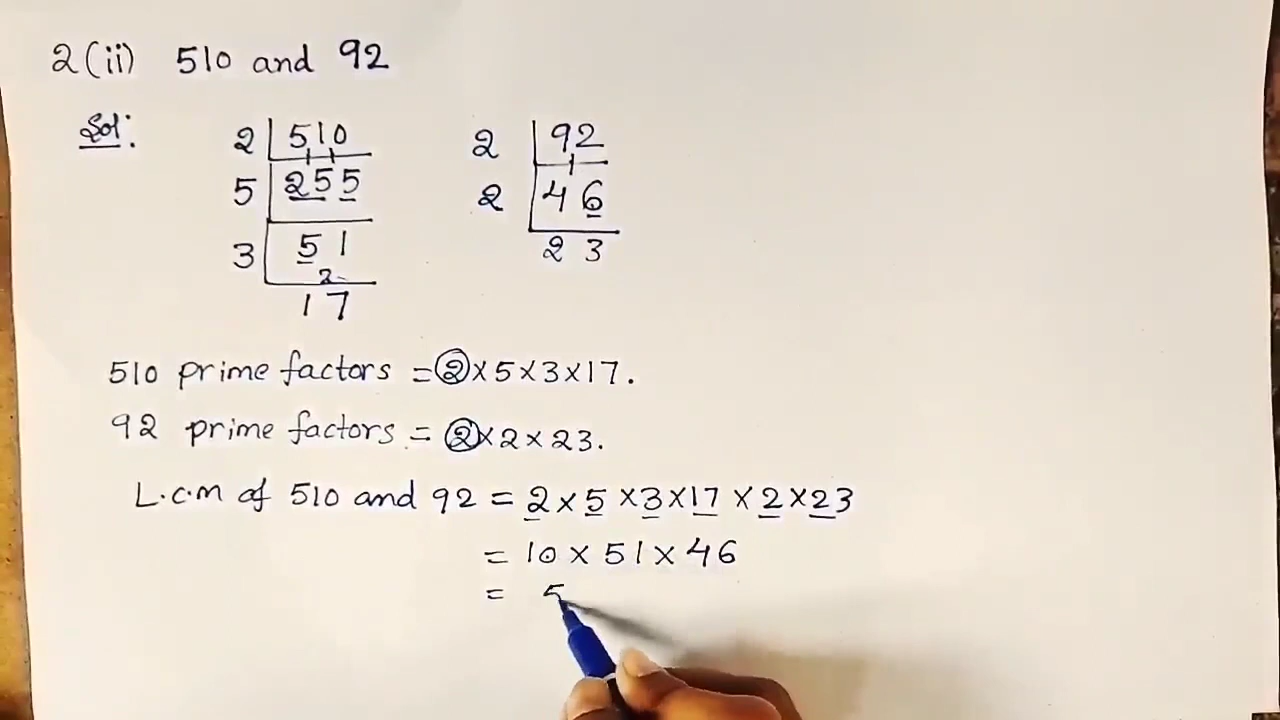 2(ii) 510 and 92
Sol:
2 | 510
5 | 255
3 | 51
2
17
2 | 92
2 | 46
23
510 prime factors = 2×5×3×17.
92 prime factors = 2×2×23.
L.c.m of 510 and 92 = 2×5×3×17×2×23
= 10×51×46
= 5